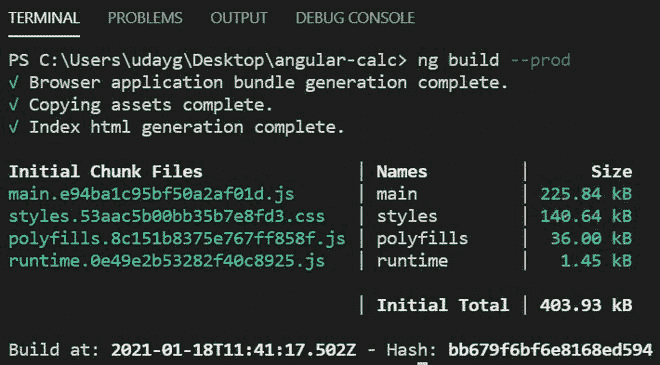 TERMINAL PROBLEMS OUTPUT DEBUG CONSOLE
PS C:\Users\udayg\Desktop\angular-calc> ng build --prod
√ Browser application bundle generation complete.
√ Copying assets complete.
√ Index html generation complete.
Initial Chunk Files | Names | Size
main.e94ba1c95bf50a2af01d.js | main | 225.84 kB
styles.53aac5b00bb35b7e8fd3.css | styles | 140.64 kB
polyfills.8c151b8375e767ff858f.js | polyfills | 36.00 kB
runtime.0e49e2b53282f40c8925.js | runtime | 1.45 kB
| Initial Total | 403.93 kB
Build at: 2021-01-18T11:41:17.502Z - Hash: bb679f6bf6e8168ed594